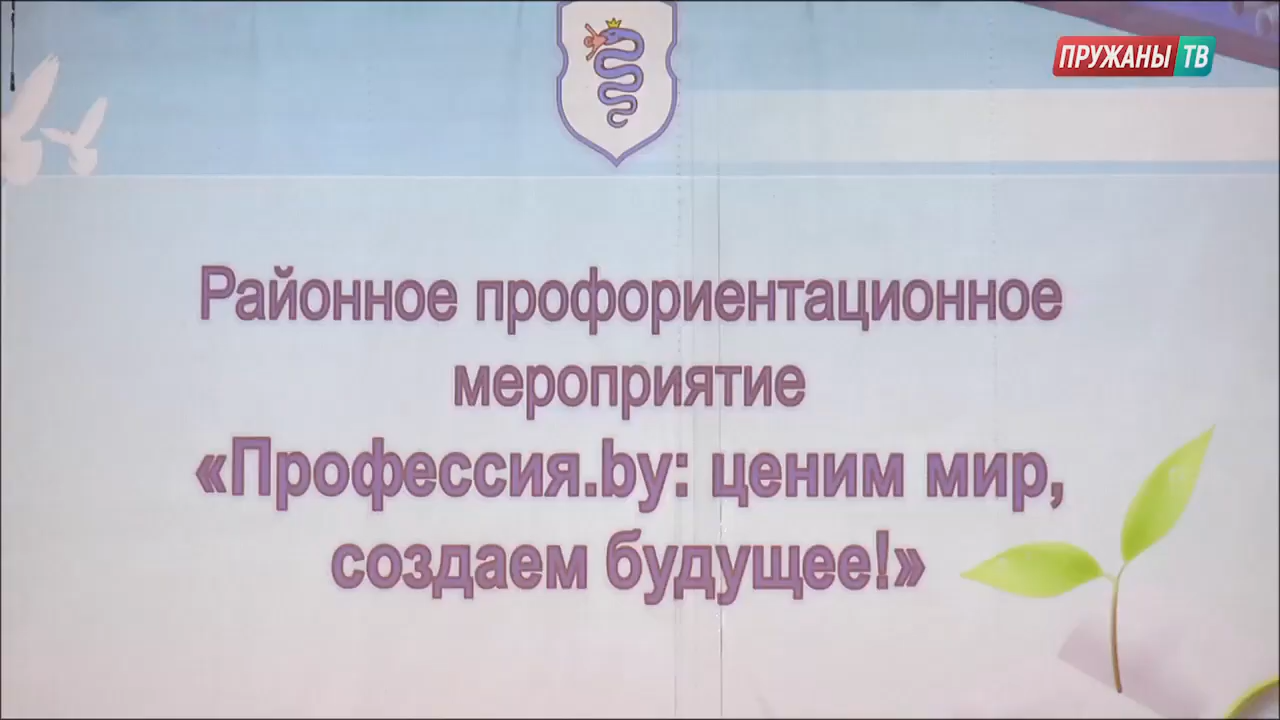 ПРУЖАНЫ ТВ
Районное профориентационное
мероприятие
«Профессия.by: ценим мир,
создаем будущее!»